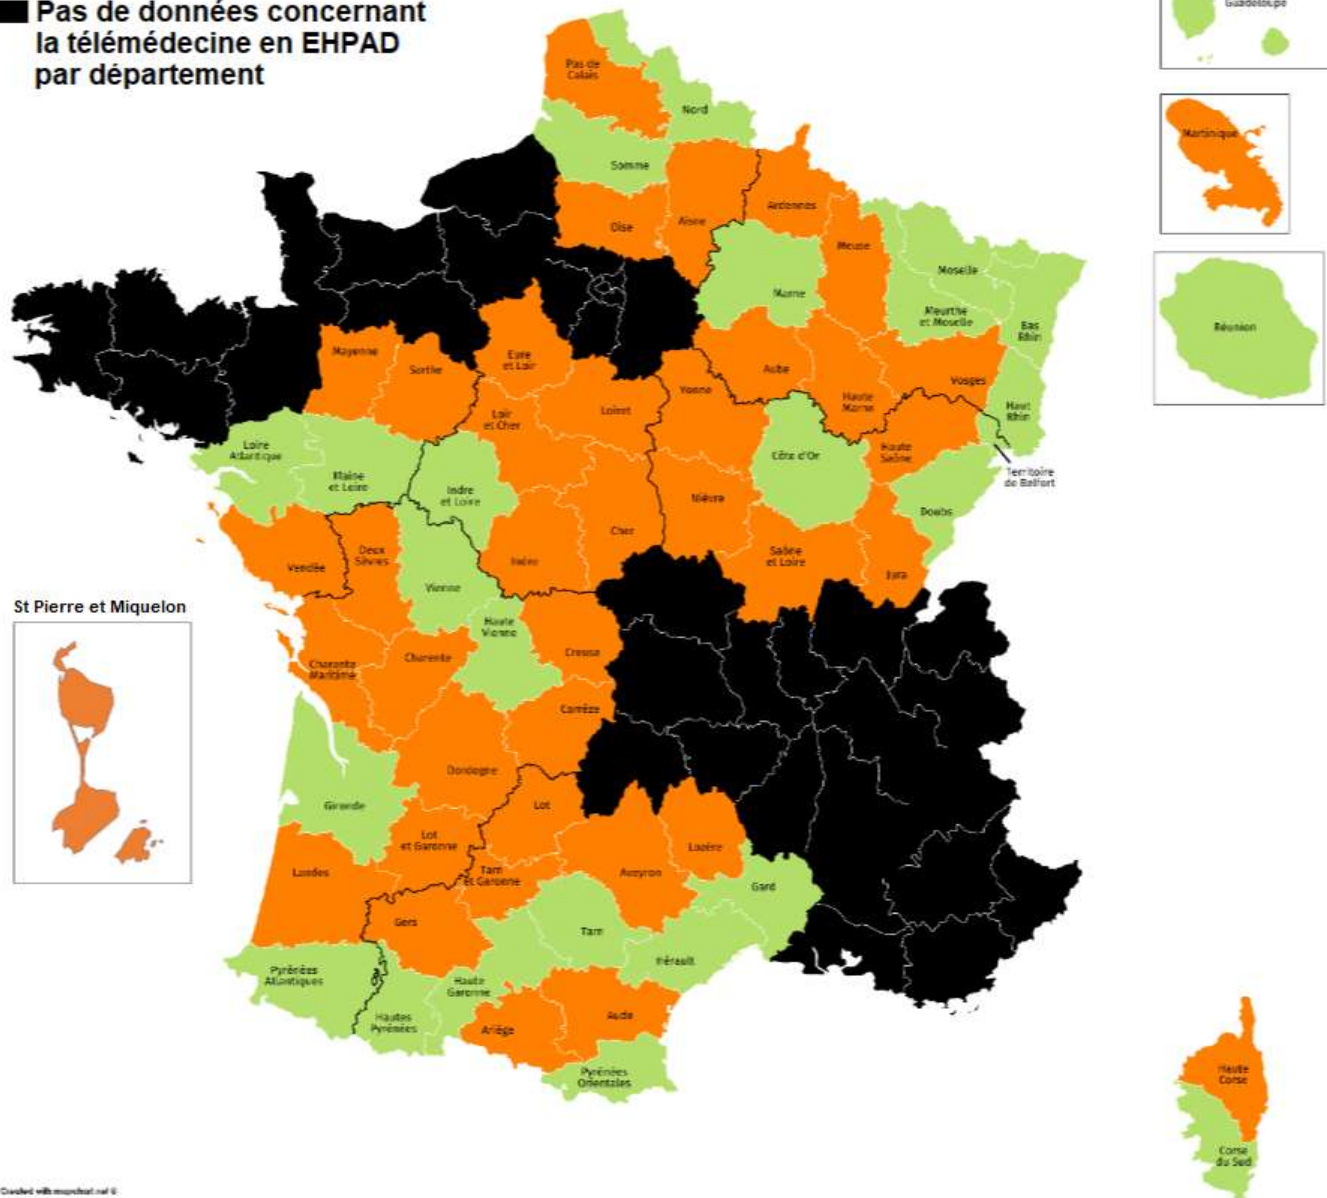 Pas de données concernant
la télémédecine en EHPAD
par département
Guadeloupe
Pas de
Calais
Nord
Martinique
Somme
Ardennes
Aisne
Oise
Meuse
Moselle
Marne
Meurthe
et Moselle
Réunion
Bas
Rhin
Mayenne
Sarthe
Eure
et Loir
Aube
Vosges
Yonne
Haute
Marne
Loiret
Loir
et Cher
Haut
Rhin
Loire
Atlantique
Côte d'Or
Haute
Saône
Territoire
de Belfort
Maine
et Loire
Indre
et Loire
Nièvre
Doubs
Cher
Deux
Sèvres
Saône
et Loire
Vendée
Indre
Jura
Vienne
St Pierre et Miquelon
Haute
Vienne
Creuse
Charente
Charente
Maritime
Corrèze
Dordogne
Gironde
Lot
Lot
et Garonne
Lozère
Landes
Tarn
et Garonne
Aveyron
Gard
Gers
Tarn
Hérault
Pyrénées
Atlantiques
Haute
Garonne
Hautes
Pyrénées
Aude
Ariège
Pyrénées
Orientales
Haute
Corse
Corse
du Sud
Created with mapchart.net ©